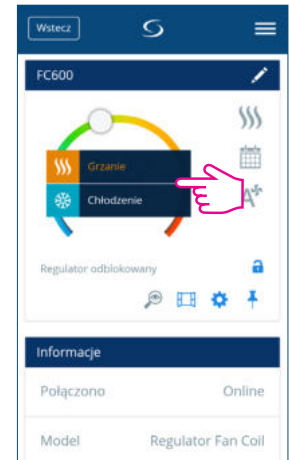 Wstecz
FC600
Grzanie
Chłodzenie
A
Regulator odblokowany
Informacje
Połączono Online
Model Regulator Fan Coil